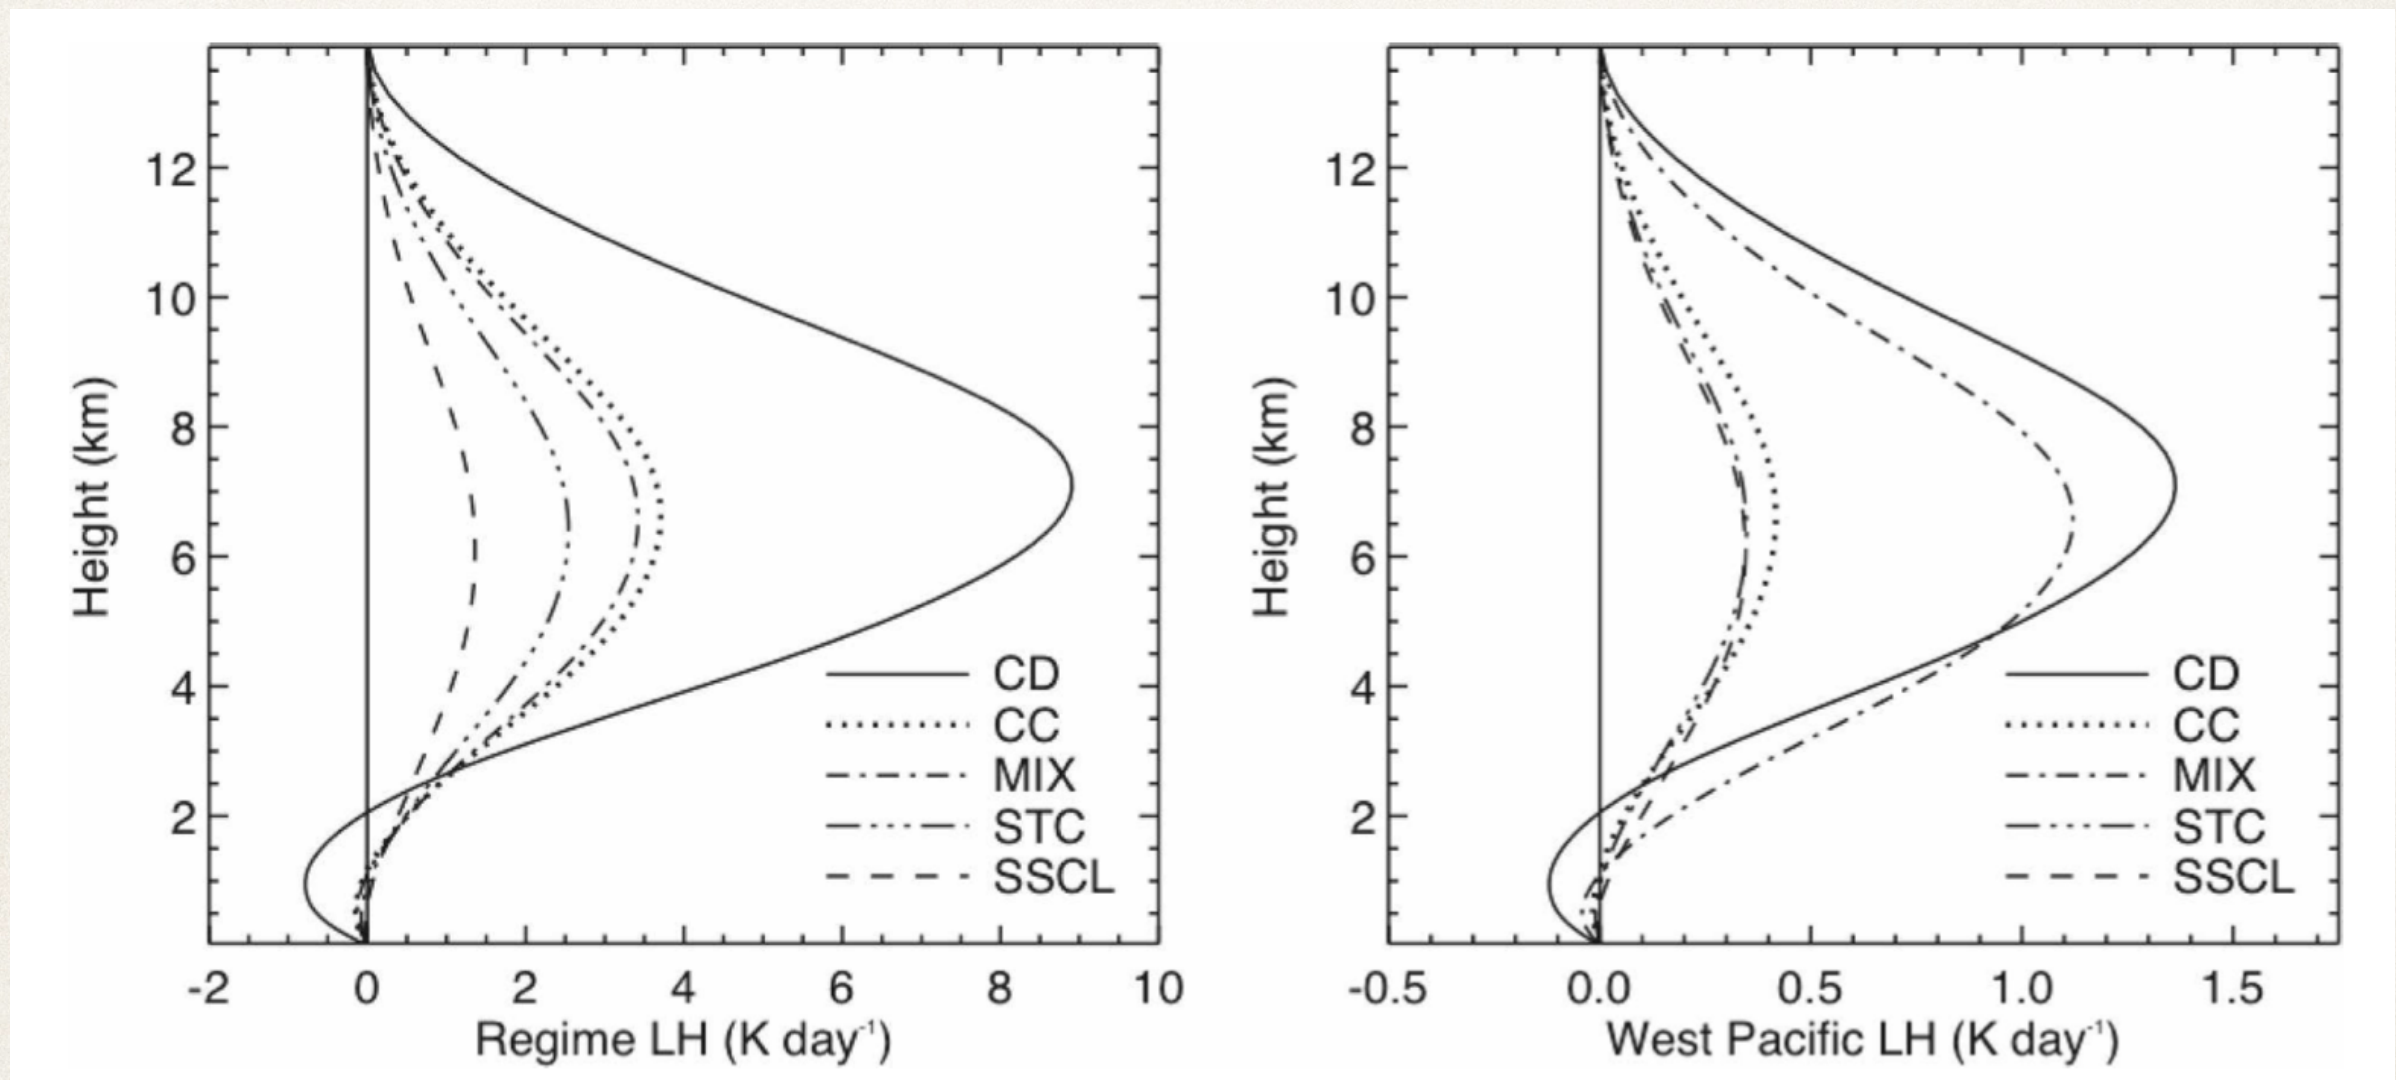 12
10
8
6
4
2
Height (km)
CD
CC
MIX
STC
SSCL
-2 0 2 4 6 8 10
Regime LH (K day⁻¹)
12
10
8
6
4
2
Height (km)
CD
CC
MIX
STC
SSCL
-0.5 0.0 0.5 1.0 1.5
West Pacific LH (K day⁻¹)